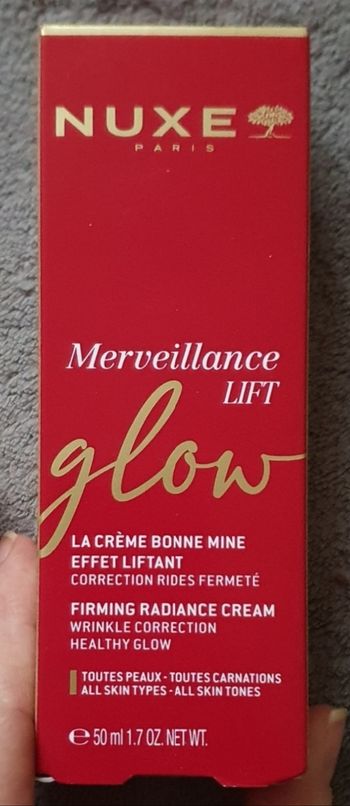 NUXE
PARIS
Merveillance
LIFT
glow
LA CRÈME BONNE MINE
EFFET LIFTANT
CORRECTION RIDES FERMETÉ
FIRMING RADIANCE CREAM
WRINKLE CORRECTION
HEALTHY GLOW
TOUTES PEAUX - TOUTES CARNATIONS
ALL SKIN TYPES - ALL SKIN TONES
℮ 50 ml 1.7 OZ. NET WT.